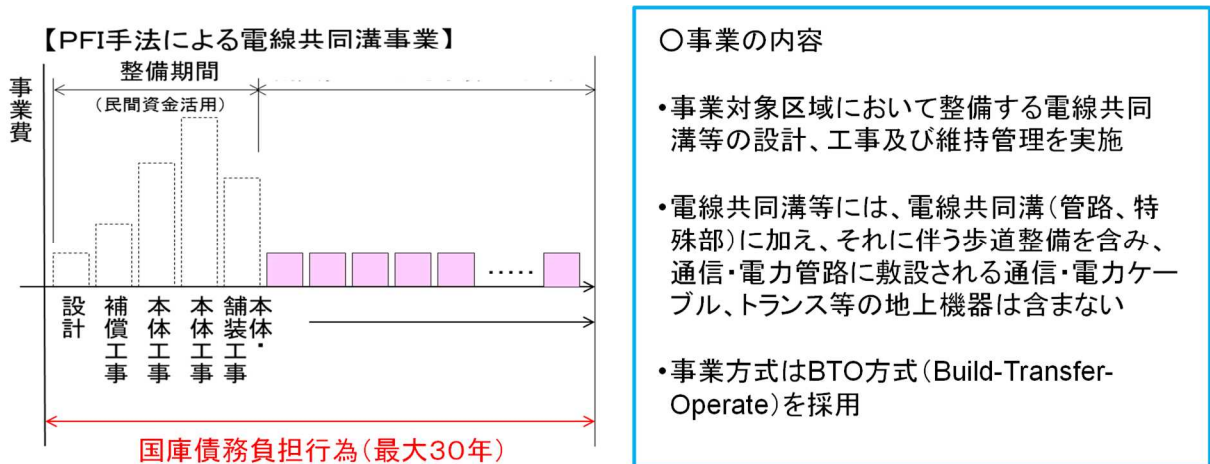 【PFI手法による電線共同溝事業】
整備期間
(民間資金活用)
事業費
設計
補償工事
本体工事
本体工事
本体・
舗装工事
国庫債務負担行為(最大30年)
○事業の内容
・事業対象区域において整備する電線共同
溝等の設計、工事及び維持管理を実施
・電線共同溝等には、電線共同溝(管路、特
殊部)に加え、それに伴う歩道整備を含み、
通信・電力管路に敷設される通信・電力ケー
ブル、トランス等の地上機器は含まない
・事業方式はBTO方式(Build-Transfer-
Operate)を採用